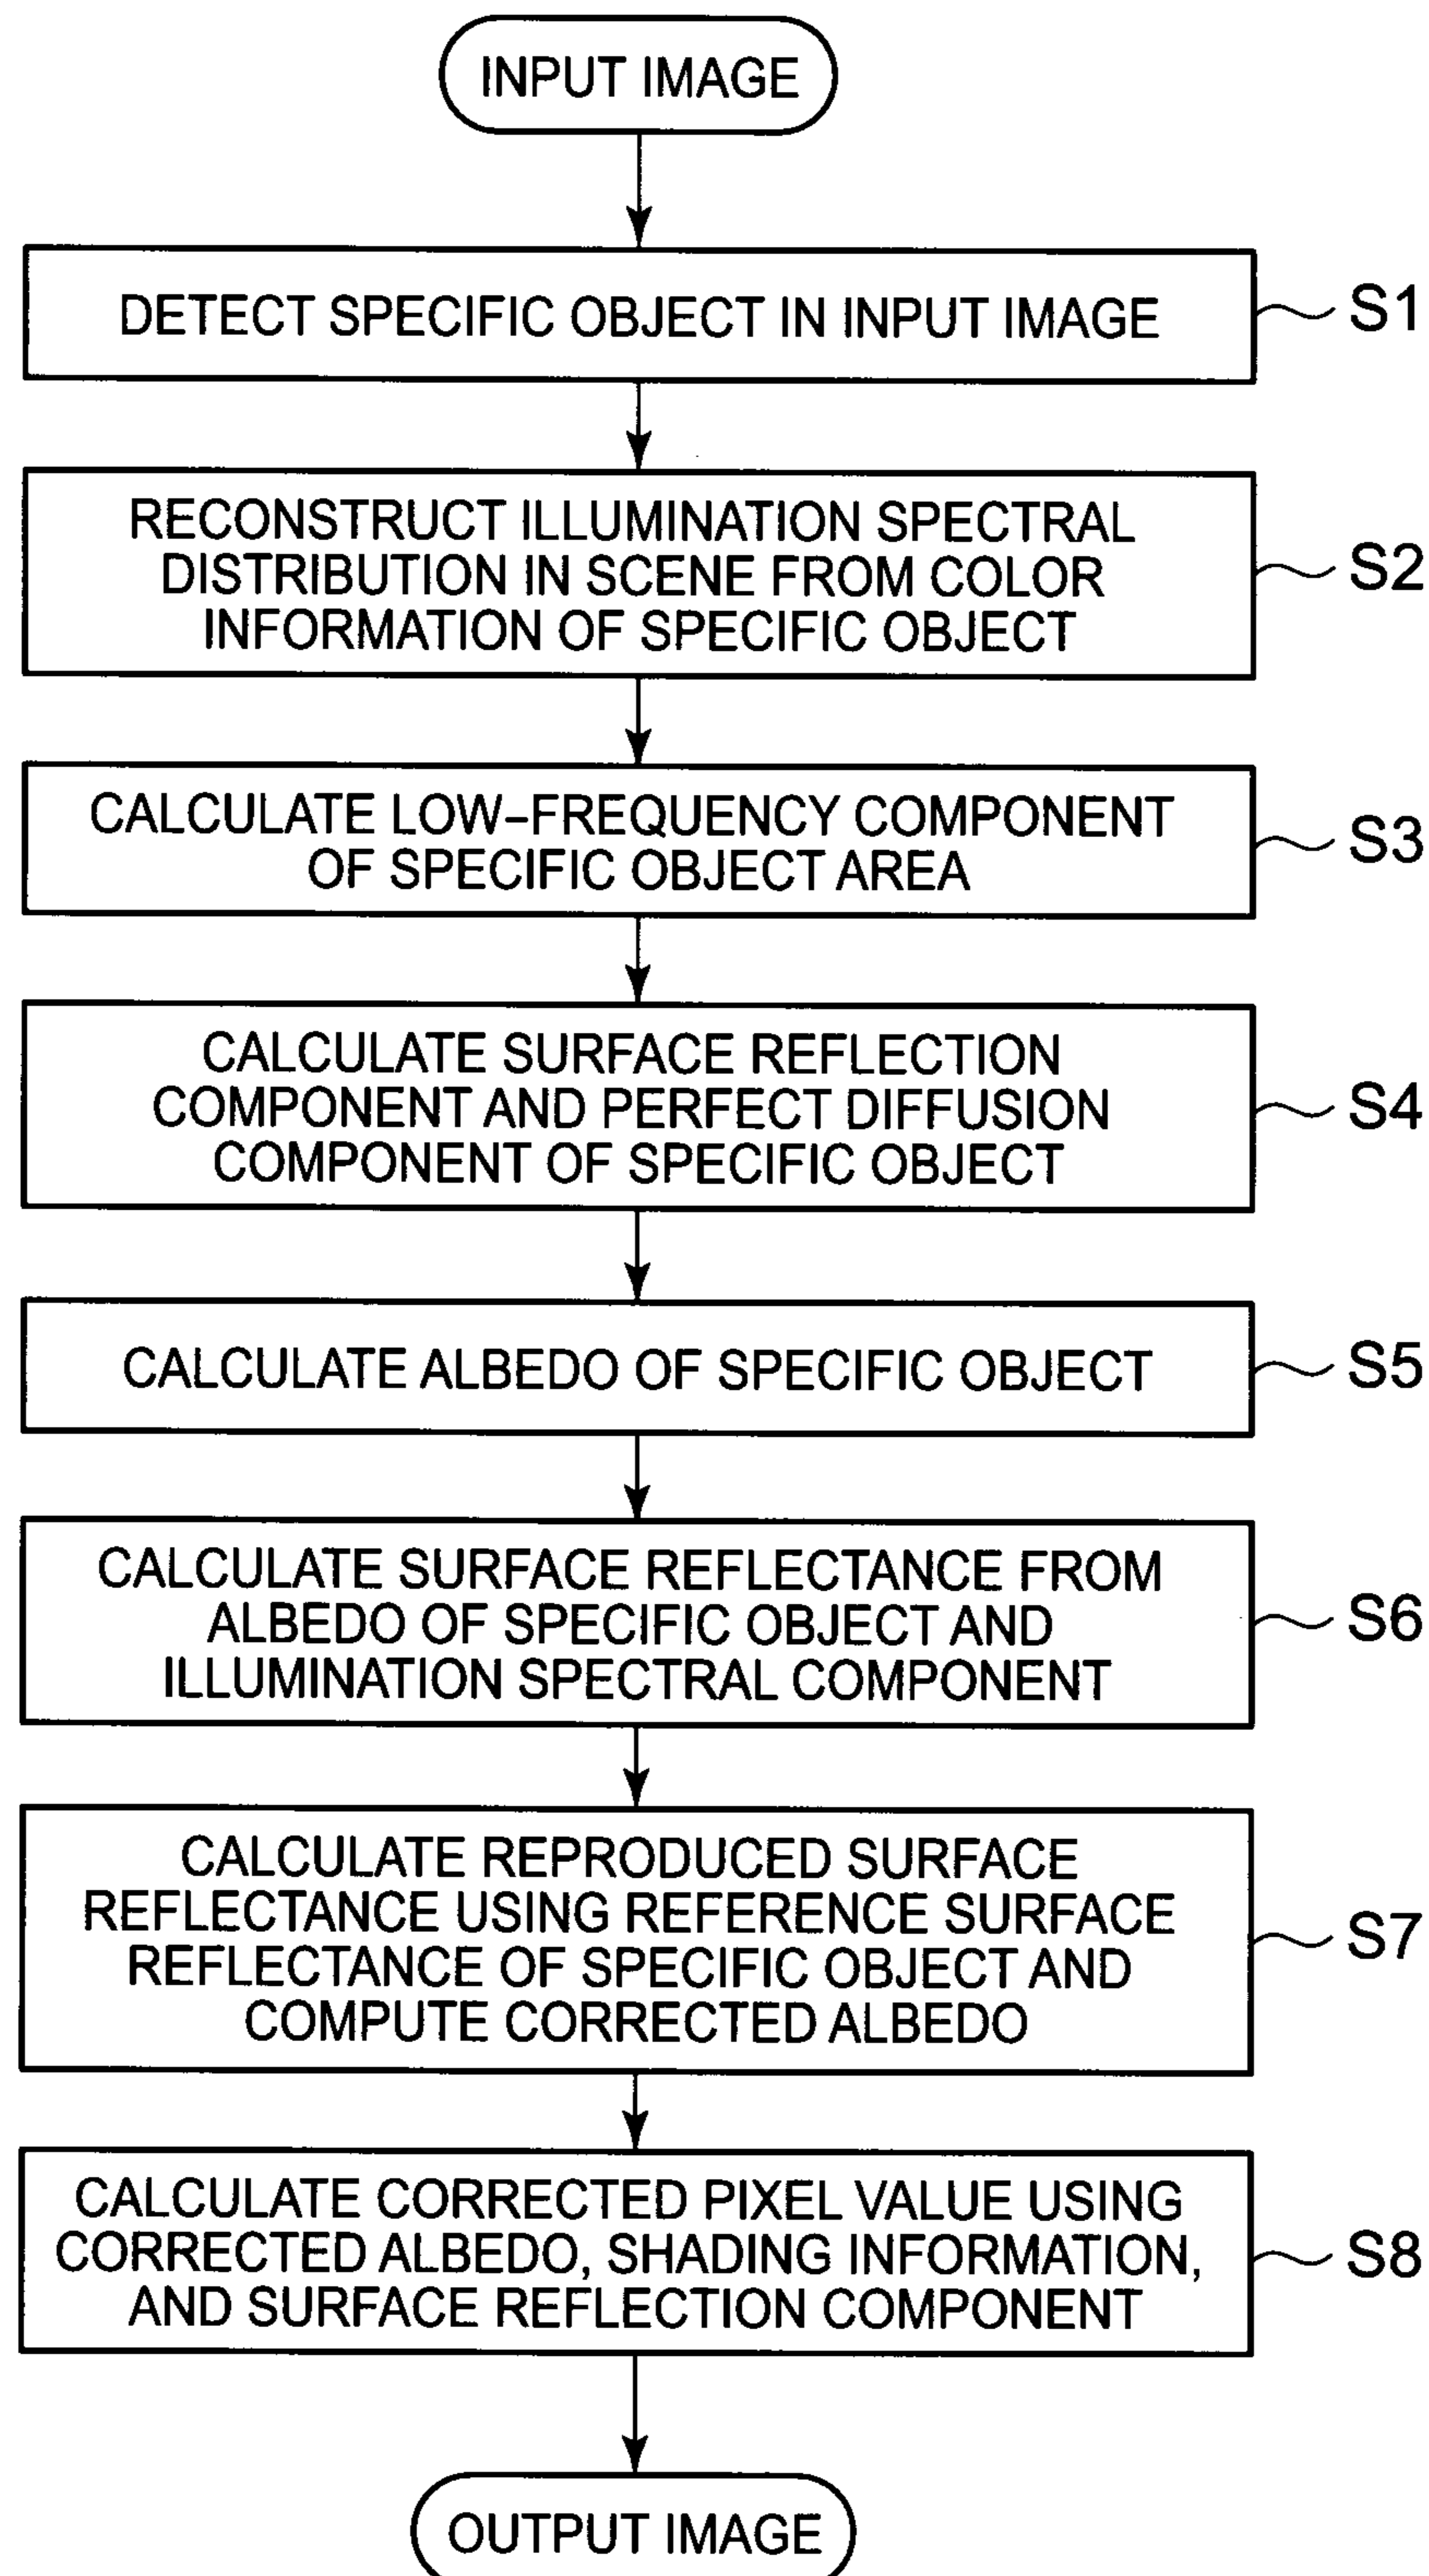 INPUT IMAGE
DETECT SPECIFIC OBJECT IN INPUT IMAGE
S1
RECONSTRUCT ILLUMINATION SPECTRAL
DISTRIBUTION IN SCENE FROM COLOR
INFORMATION OF SPECIFIC OBJECT
S2
CALCULATE LOW-FREQUENCY COMPONENT
OF SPECIFIC OBJECT AREA
S3
CALCULATE SURFACE REFLECTION
COMPONENT AND PERFECT DIFFUSION
COMPONENT OF SPECIFIC OBJECT
S4
CALCULATE ALBEDO OF SPECIFIC OBJECT
S5
CALCULATE SURFACE REFLECTANCE FROM
ALBEDO OF SPECIFIC OBJECT AND
ILLUMINATION SPECTRAL COMPONENT
S6
CALCULATE REPRODUCED SURFACE
REFLECTANCE USING REFERENCE SURFACE
REFLECTANCE OF SPECIFIC OBJECT AND
COMPUTE CORRECTED ALBEDO
S7
CALCULATE CORRECTED PIXEL VALUE USING
CORRECTED ALBEDO, SHADING INFORMATION,
AND SURFACE REFLECTION COMPONENT
S8
OUTPUT IMAGE